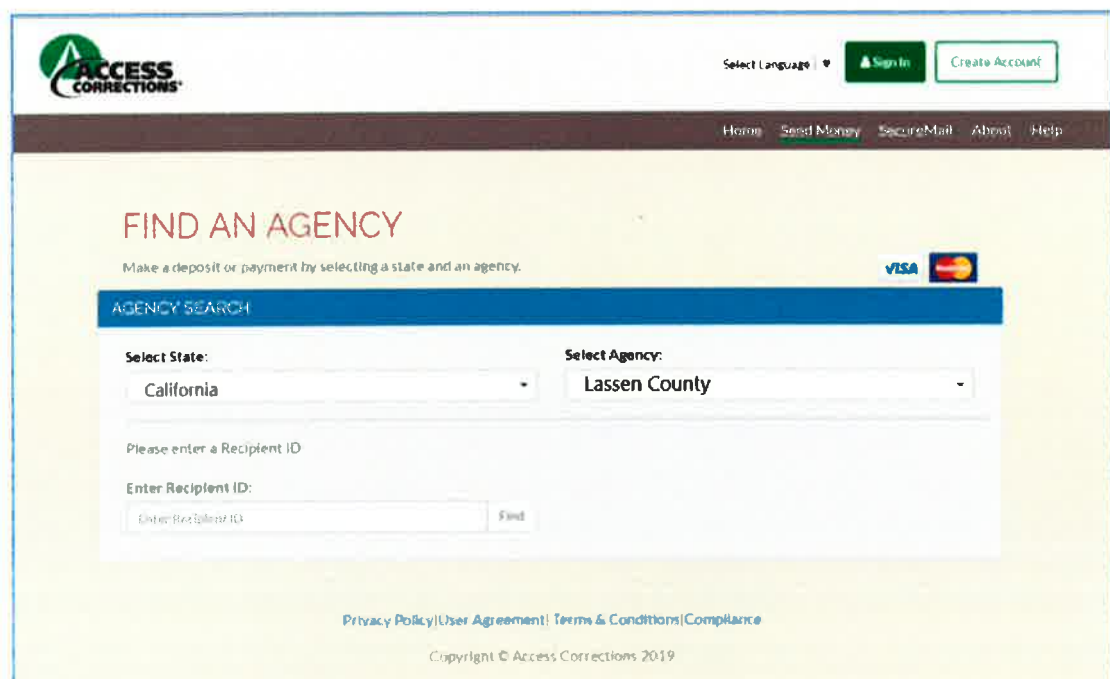 ACCESS
CORRECTIONS
Select Language
Sign In
Create Account
Home Send Money SecureMail About Help
FIND AN AGENCY
Make a deposit or payment by selecting a state and an agency.
VISA
AGENCY SEARCH
Select State:
Select Agency:
California
Lassen County
Please enter a Recipient ID
Enter Recipient ID:
Enter Recipient ID
Find
Privacy Policy|User Agreement| Terms & Conditions|Compliance
Copyright © Access Corrections 2019